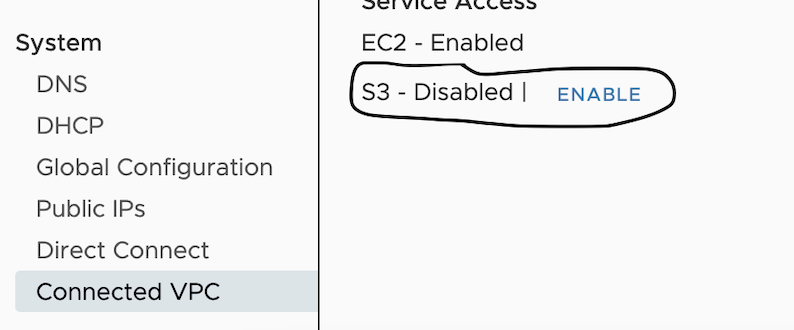 System
DNS
DHCP
Global Configuration
Public IPs
Direct Connect
Connected VPC
Service Access
EC2 - Enabled
S3 - Disabled | ENABLE